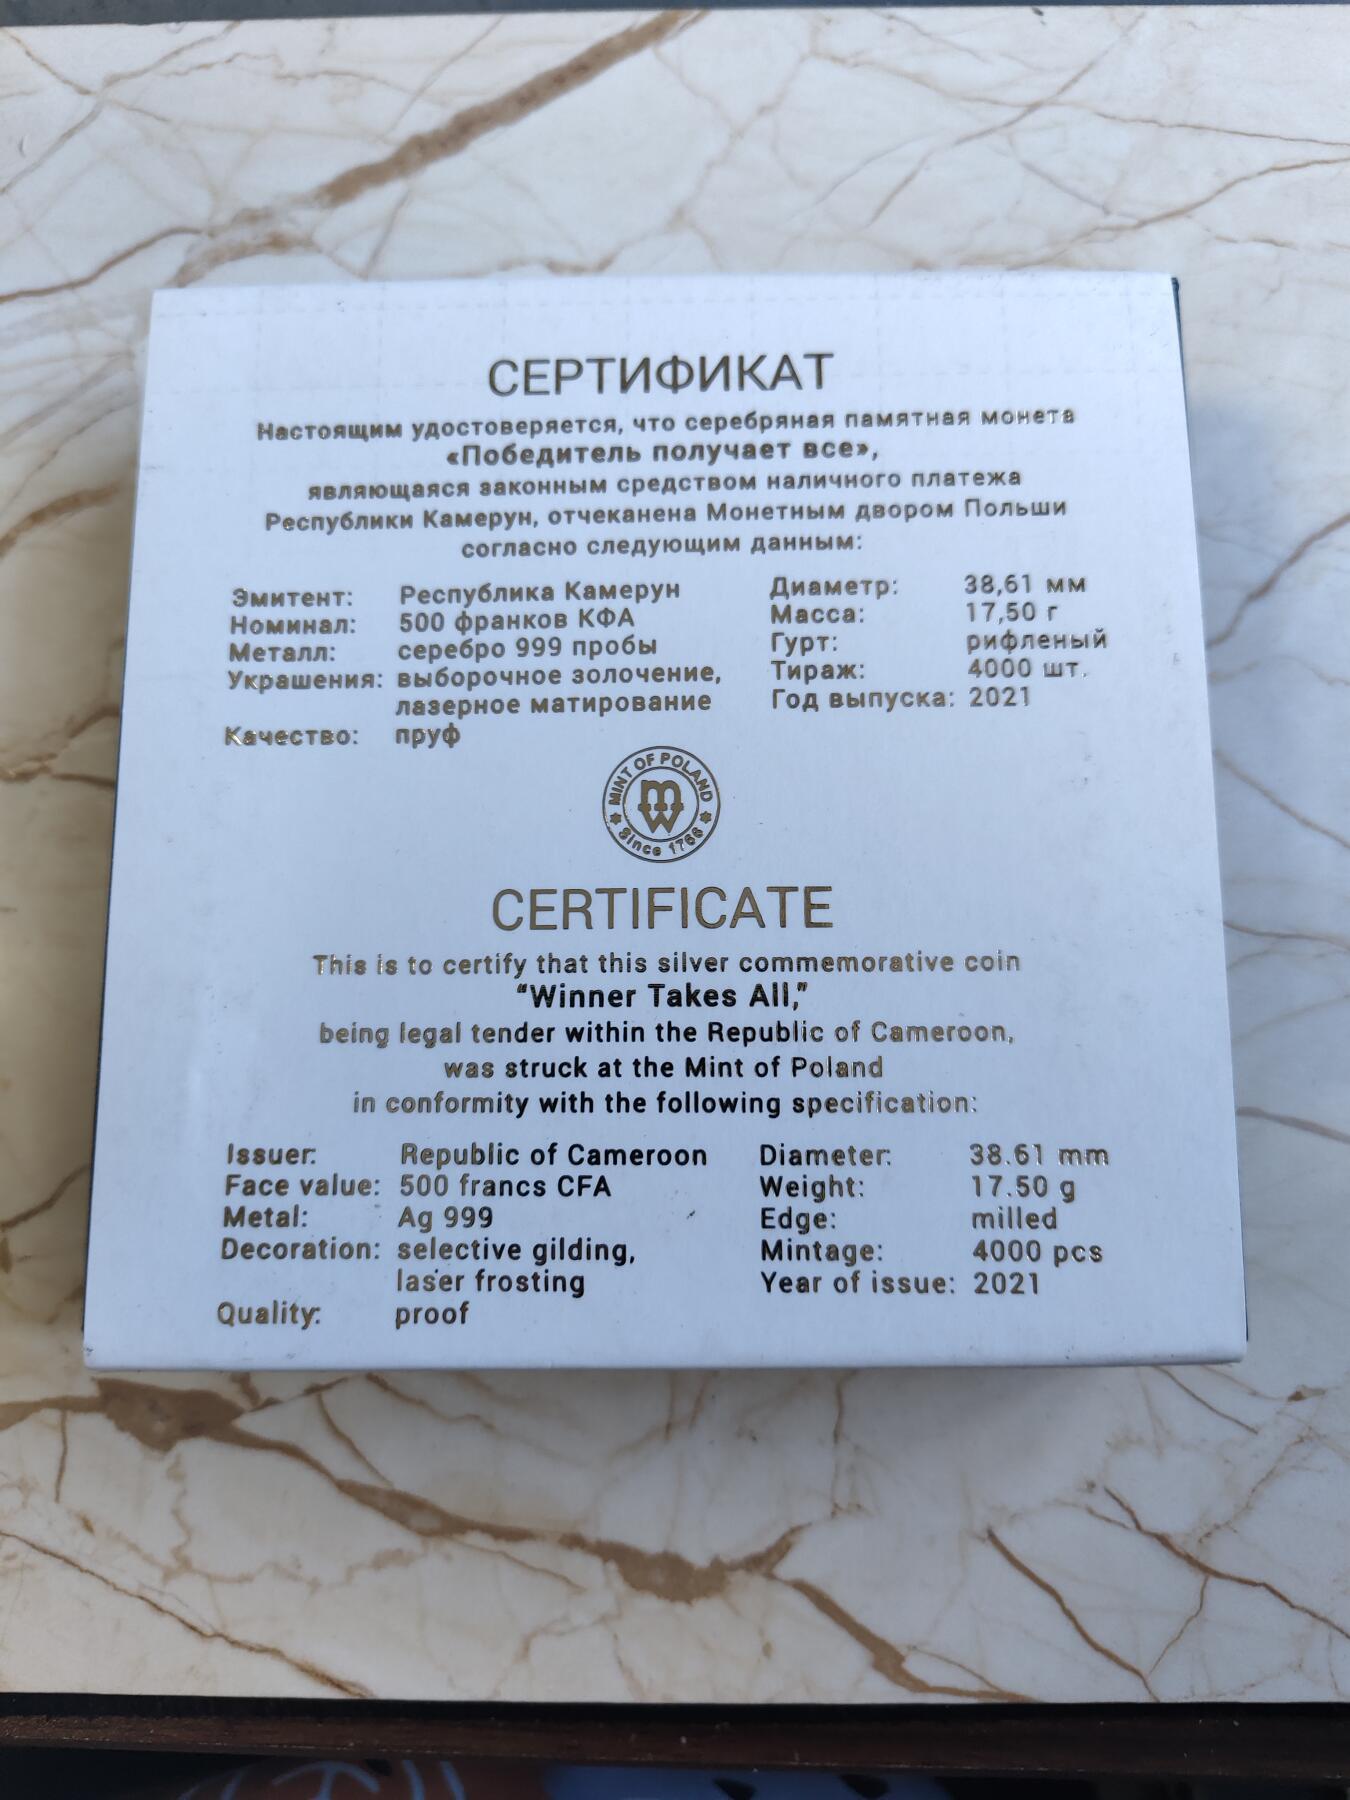 СЕРТИФИКАТ
Настоящим удостоверяется, что серебряная памятная монета
«Победитель получает все»,
являющаяся законным средством наличного платежа
Республики Камерун, отчеканена Монетным двором Польши
согласно следующим данным:
Эмитент: Республика Камерун Диаметр: 38,61 мм
Номинал: 500 франков КФА Масса: 17,50 г
Металл: серебро 999 пробы Гурт: рифленый
Украшения: выборочное золочение, Тираж: 4000 шт.
лазерное матирование Год выпуска: 2021
Качество: пруф
MINT OF POLAND
MW
Since 1766
CERTIFICATE
This is to certify that this silver commemorative coin
“Winner Takes All,”
being legal tender within the Republic of Cameroon,
was struck at the Mint of Poland
in conformity with the following specification:
Issuer: Republic of Cameroon Diameter: 38.61 mm
Face value: 500 francs CFA Weight: 17.50 g
Metal: Ag 999 Edge: milled
Decoration: selective gilding, Mintage: 4000 pcs
laser frosting Year of issue: 2021
Quality: proof